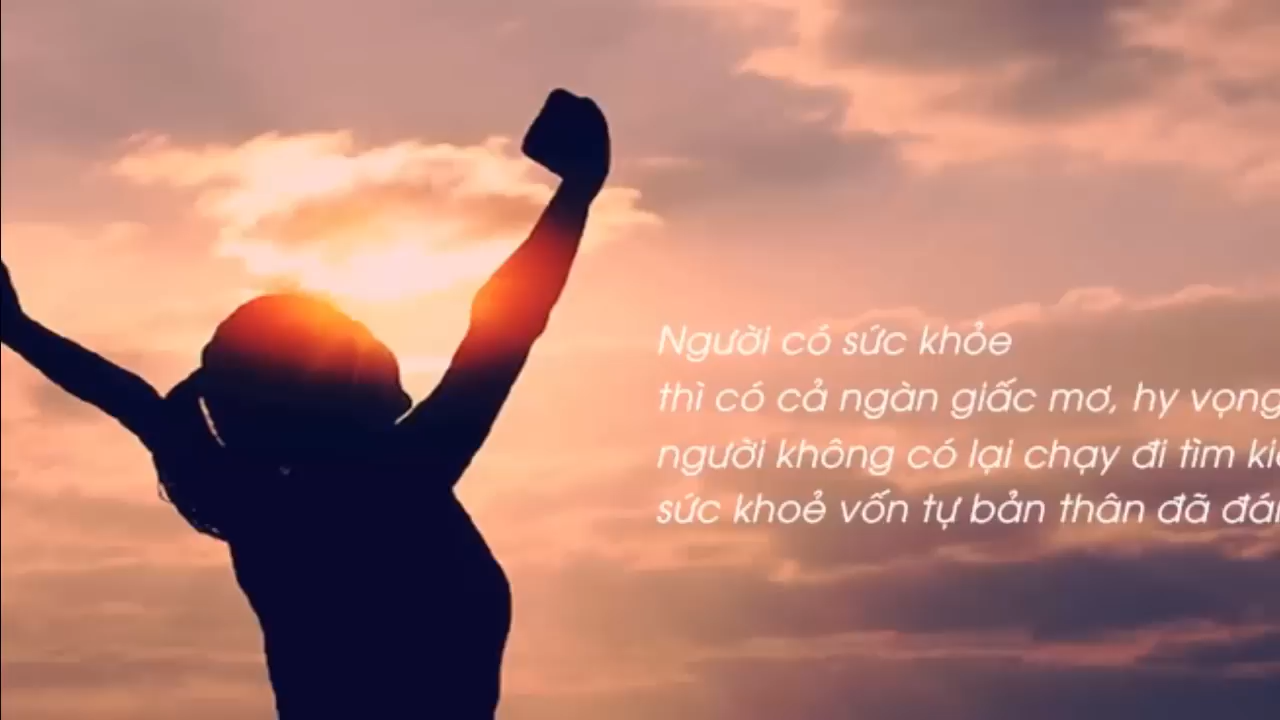 Người có sức khỏe
thì có cả ngàn giấc mơ, hy vọng
người không có lại chạy đi tìm
sức khoẻ vốn tự bản thân đã